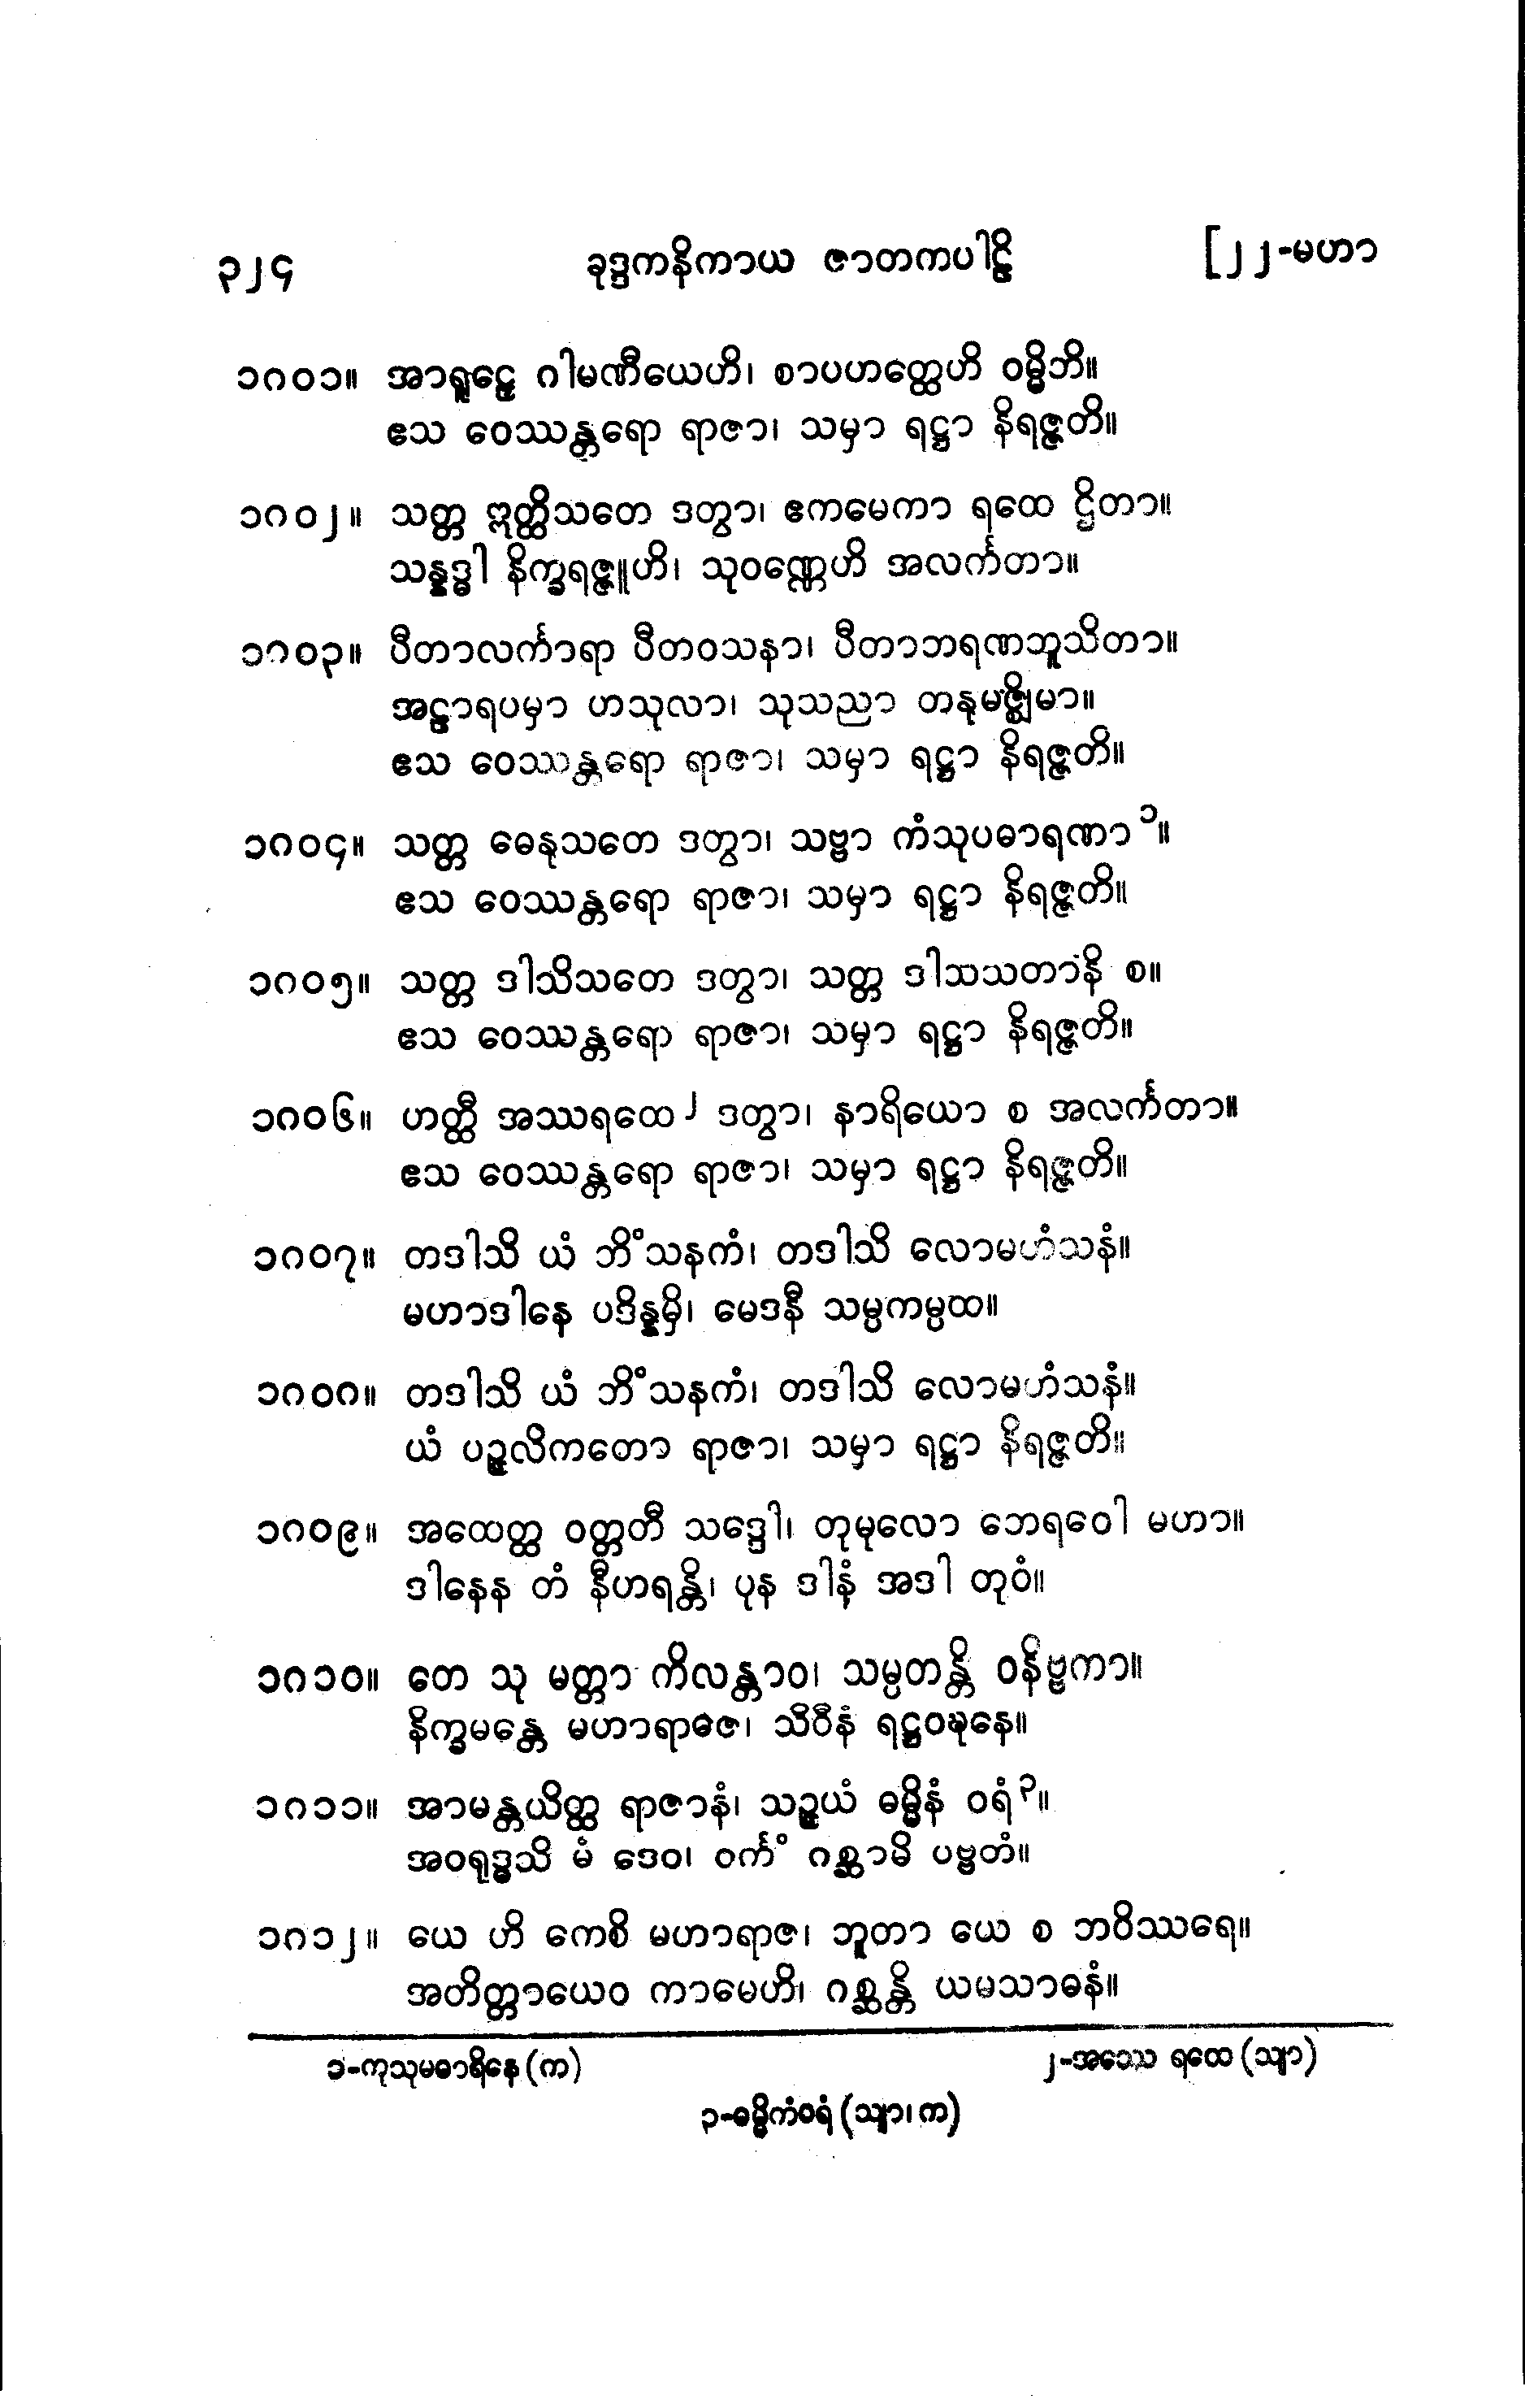 ၃၂၄ ခုဒ္ဒကနိကာယ ဇာတကပါဠိ [၂၂-မဟာ
၁၈၀၁။ အာရူဠှေ ဂါမဏီယေဟိ၊ စာပဟတ္ထေဟိ ဝမ္မိဘိ။
ဧသ ဝေဿန္တရော ရာဇာ၊ သမှာ ရဋ္ဌာ နိရဇ္ဇတိ။
၁၈၀၂။ သတ္တ ဣတ္ထိသတေ ဒတွာ၊ ဧကမေကာ ရထေ ဌိတာ။
သန္နဒ္ဓါ နိက္ခရဇ္ဇူဟိ၊ သုဝဏ္ဏေဟိ အလင်္ကတာ။
၁၈၀၃။ ပီတာလင်္ကာရာ ပီတဝသနာ၊ ပီတာဘရဏဘူသိတာ။
အဠာရပမှာ ဟသုလာ၊ သုသညာ တနုမဇ္ဈိမာ။
ဧသ ဝေဿန္တရော ရာဇာ၊ သမှာ ရဋ္ဌာ နိရဇ္ဇတိ။
၁၈၀၄။ သတ္တ ဓေနုသတေ ဒတွာ၊ သဗ္ဗာ ကံသုပဓာရဏာ ၁။
ဧသ ဝေဿန္တရော ရာဇာ၊ သမှာ ရဋ္ဌာ နိရဇ္ဇတိ။
၁၈၀၅။ သတ္တ ဒါသိသတေ ဒတွာ၊ သတ္တ ဒါသသတာနိ စ။
ဧသ ဝေဿန္တရော ရာဇာ၊ သမှာ ရဋ္ဌာ နိရဇ္ဇတိ။
၁၈၀၆။ ဟတ္ထီ အဿရထေ ၂ ဒတွာ၊ နာရိယော စ အလင်္ကတာ။
ဧသ ဝေဿန္တရော ရာဇာ၊ သမှာ ရဋ္ဌာ နိရဇ္ဇတိ။
၁၈၀၇။ တဒါသိ ယံ ဘိံသနကံ၊ တဒါသိ လောမဟံသနံ။
မဟာဒါနေ ပဒိန္နမှိ၊ မေဒနီ သမ္ပကမ္ပထ။
၁၈၀၈။ တဒါသိ ယံ ဘိံသနကံ၊ တဒါသိ လောမဟံသနံ။
ယံ ပဉ္ဇလိကတော ရာဇာ၊ သမှာ ရဋ္ဌာ နိရဇ္ဇတိ။
၁၈၀၉။ အထေတ္ထ ဝတ္တတီ သဒ္ဒေါ၊ တုမုလော ဘေရဝေါ မဟာ။
ဒါနေန တံ နီဟရန္တိ၊ ပုန ဒါနံ အဒါ တုဝံ။
၁၈၁၀။ တေ သု မတ္တာ ကိလန္တာဝ၊ သမ္ပတန္တိ ဝနိဗ္ဗကာ။
နိက္ခမန္တေ မဟာရာဇေ၊ သိဝီနံ ရဋ္ဌဝဍ္ဎနေ။
၁၈၁၁။ အာမန္တယိတ္ထ ရာဇာနံ၊ သဉ္ဇယံ ဓမ္မိနံ ဝရံ ၃။
အဝရုဒ္ဓသိ မံ ဒေဝ၊ ဝင်္ကံ ဂစ္ဆာမိ ပဗ္ဗတံ။
၁၈၁၂။ ယေ ဟိ ကေစိ မဟာရာဇ၊ ဘူတာ ယေ စ ဘဝိဿရေ။
အတိတ္တာယေဝ ကာမေဟိ၊ ဂစ္ဆန္တိ ယမသာဓနံ။
၁-ကုသုမဓာရိနေ (က) ၂-အဿေ ရထေ (သျာ)
၃-ဓမ္မိကံဝရံ (သျာ၊ က)